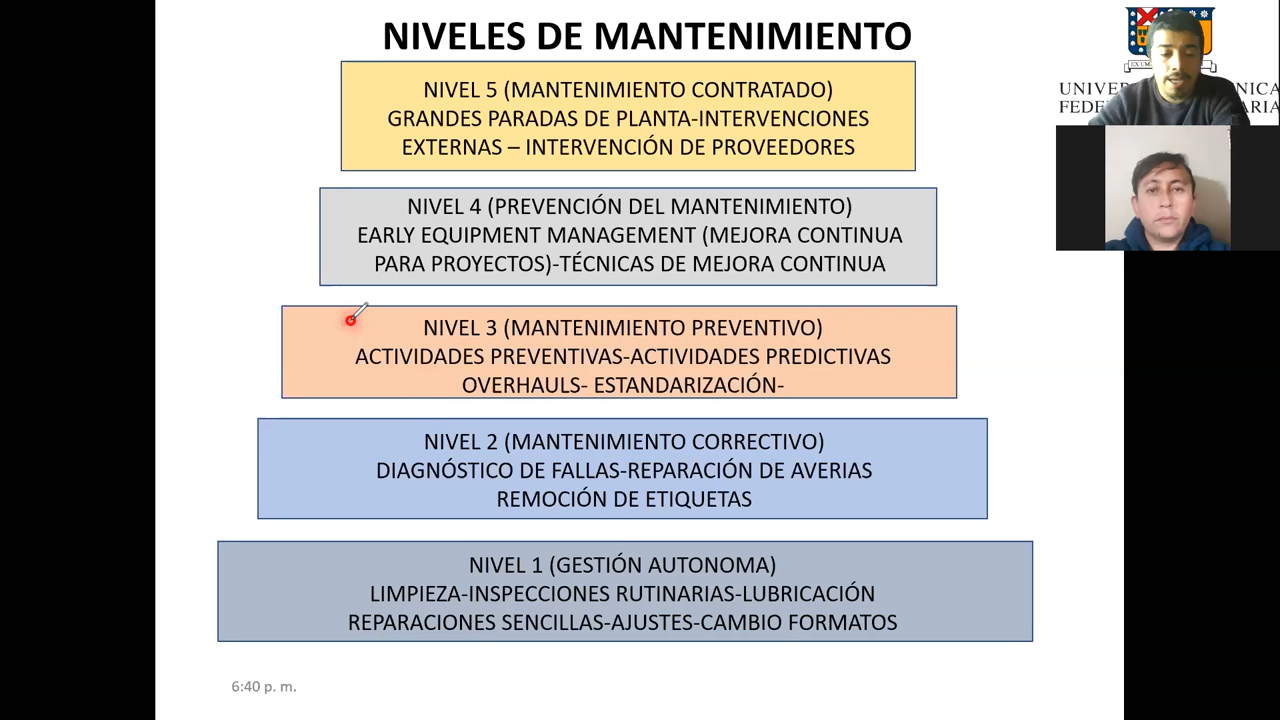 NIVELES DE MANTENIMIENTO
NIVEL 5 (MANTENIMIENTO CONTRATADO)
GRANDES PARADAS DE PLANTA-INTERVENCIONES
EXTERNAS – INTERVENCIÓN DE PROVEEDORES
NIVEL 4 (PREVENCIÓN DEL MANTENIMIENTO)
EARLY EQUIPMENT MANAGEMENT (MEJORA CONTINUA
PARA PROYECTOS)-TÉCNICAS DE MEJORA CONTINUA
NIVEL 3 (MANTENIMIENTO PREVENTIVO)
ACTIVIDADES PREVENTIVAS-ACTIVIDADES PREDICTIVAS
OVERHAULS- ESTANDARIZACIÓN-
NIVEL 2 (MANTENIMIENTO CORRECTIVO)
DIAGNÓSTICO DE FALLAS-REPARACIÓN DE AVERIAS
REMOCIÓN DE ETIQUETAS
NIVEL 1 (GESTIÓN AUTONOMA)
LIMPIEZA-INSPECCIONES RUTINARIAS-LUBRICACIÓN
REPARACIONES SENCILLAS-AJUSTES-CAMBIO FORMATOS
6:40 p. m.